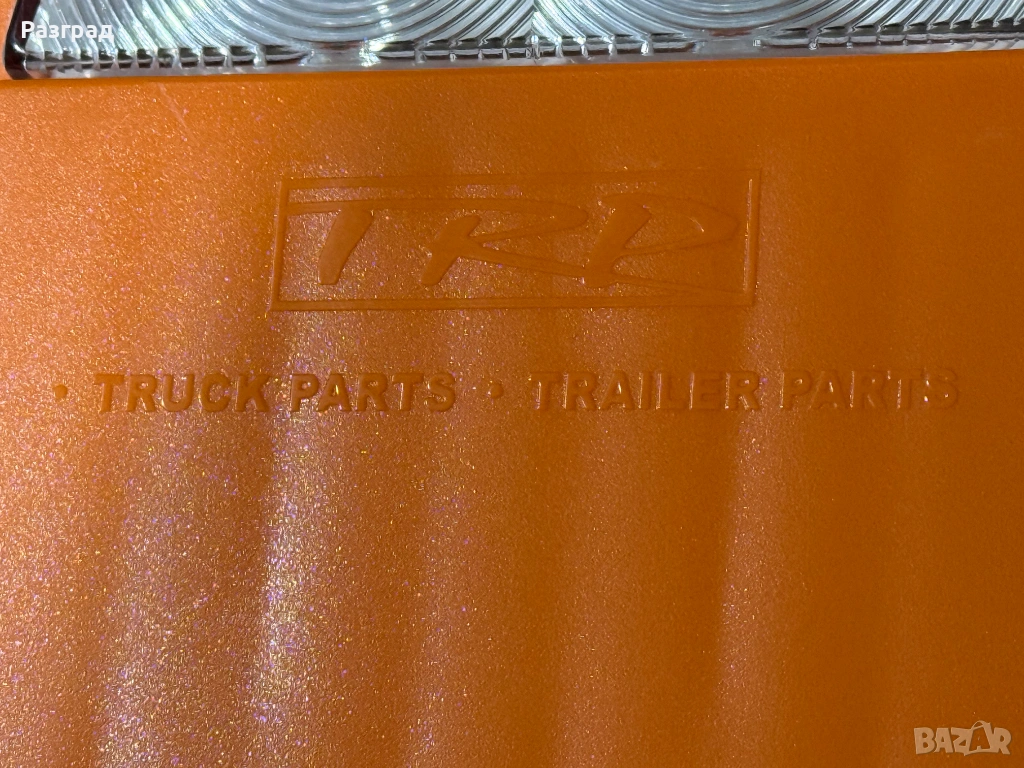 Разград
TRP
• TRUCK PARTS • TRAILER PARTS
BAZAR